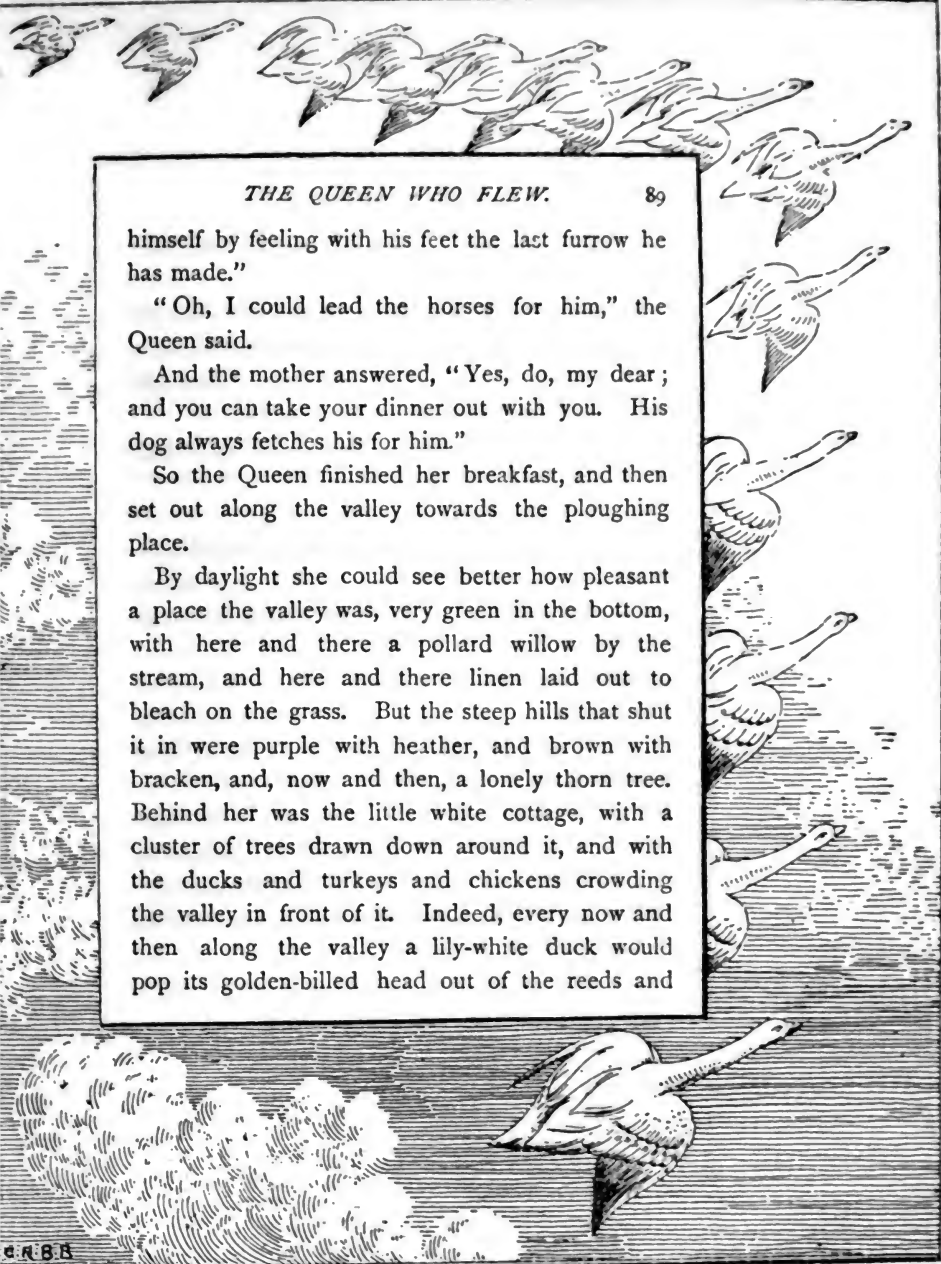 THE QUEEN WHO FLEW. 89
himself by feeling with his feet the last furrow he
has made.”
“Oh, I could lead the horses for him,” the
Queen said.
And the mother answered, “Yes, do, my dear;
and you can take your dinner out with you. His
dog always fetches his for him.”
So the Queen finished her breakfast, and then
set out along the valley towards the ploughing
place.
By daylight she could see better how pleasant
a place the valley was, very green in the bottom,
with here and there a pollard willow by the
stream, and here and there linen laid out to
bleach on the grass. But the steep hills that shut
it in were purple with heather, and brown with
bracken, and, now and then, a lonely thorn tree.
Behind her was the little white cottage, with a
cluster of trees drawn down around it, and with
the ducks and turkeys and chickens crowding
the valley in front of it. Indeed, every now and
then along the valley a lily-white duck would
pop its golden-billed head out of the reeds and
C·R·B·B